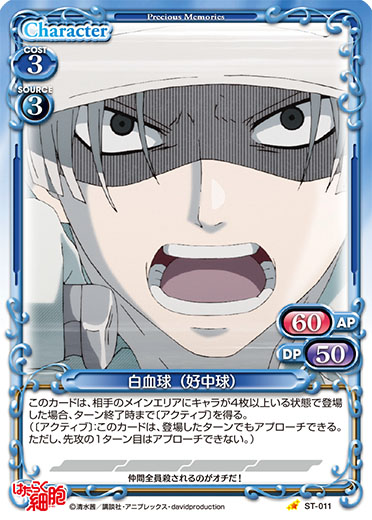 Precious Memories
Character
COST
3
SOURCE
3
60 AP
DP 50
白血球（好中球）
このカードは、相手のメインエリアにキャラが4枚以上いる状態で登場
した場合、ターン終了時まで〔アクティブ〕を得る。
（〔アクティブ〕：このカードは、登場したターンでもアプローチできる。
ただし、先攻の1ターン目はアプローチできない。）
仲間全員殺されるのがオチだ！
はたらく
細胞
©清水茜／講談社・アニプレックス・davidproduction
ST-011